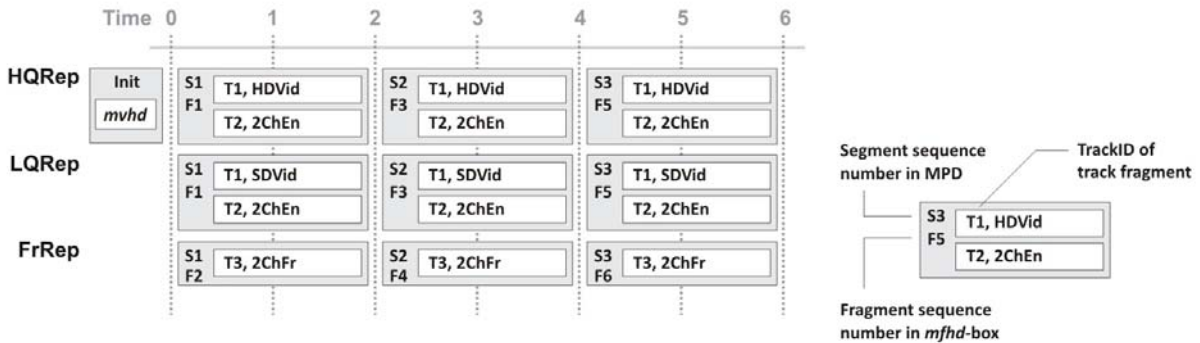 Time 0 1 2 3 4 5 6
HQRep
Init
mvhd
S1
F1
T1, HDVid
T2, 2ChEn
S2
F3
T1, HDVid
T2, 2ChEn
S3
F5
T1, HDVid
T2, 2ChEn
LQRep
S1
F1
T1, SDVid
T2, 2ChEn
S2
F3
T1, SDVid
T2, 2ChEn
S3
F5
T1, SDVid
T2, 2ChEn
FrRep
S1
F2
T3, 2ChFr
S2
F4
T3, 2ChFr
S3
F6
T3, 2ChFr
Segment sequence
number in MPD
TrackID of
track fragment
S3
F5
T1, HDVid
T2, 2ChEn
Fragment sequence
number in mfhd-box